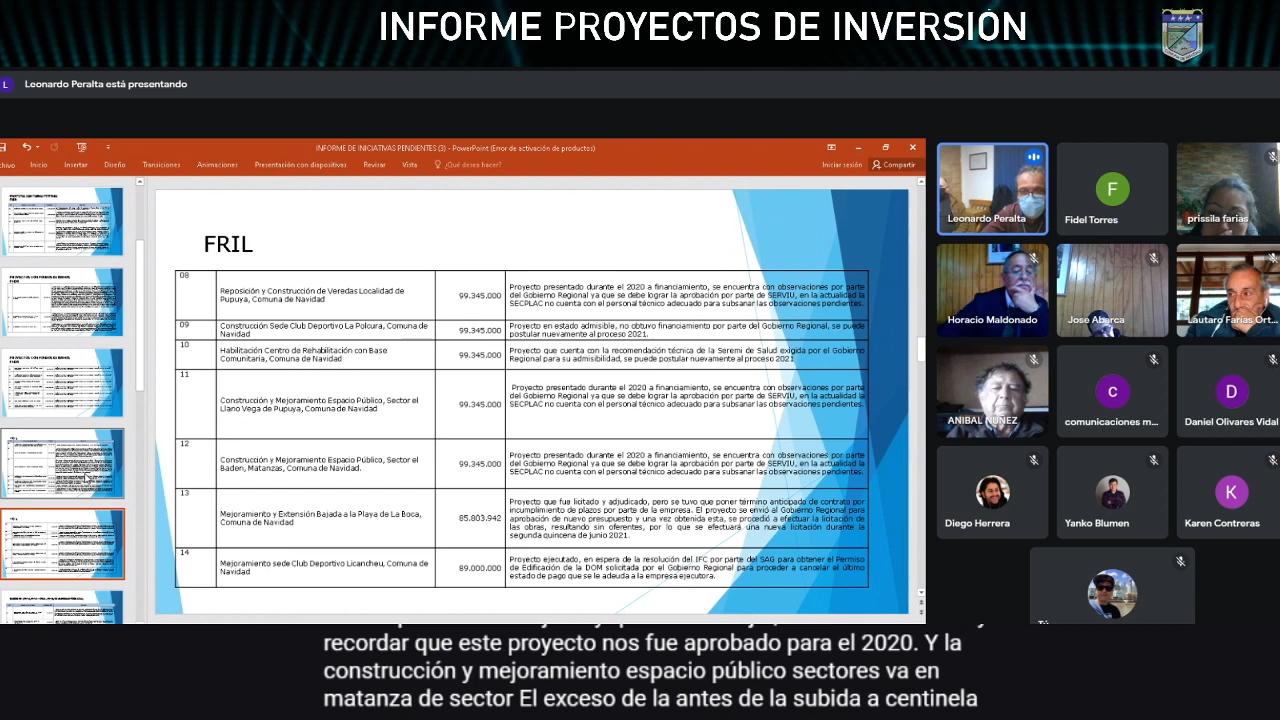 INFORME PROYECTOS DE INVERSIÓN
L
Leonardo Peralta está presentando
INFORME DE INICIATIVAS PENDIENTES (3) - PowerPoint (Error de activación de productos)
Inicio Insertar Diseño Transiciones Animaciones Presentación con diapositivas Revisar Vista ¿Qué desea hacer? Iniciar sesión Compartir
FRIL
08
Reposición y Construcción de Veredas Localidad de
Pupuya, Comuna de Navidad
99.345.000
Proyecto presentado durante el 2020 a financiamiento, se encuentra con observaciones por parte
del Gobierno Regional ya que se debe lograr la aprobación por parte de SERVIU, en la actualidad la
SECPLAC no cuenta con el personal técnico adecuado para subsanar las observaciones pendientes.
09
Construcción Sede Club Deportivo La Polcura, Comuna de
Navidad
99.345.000
Proyecto en estado admisible, no obtuvo financiamiento por parte del Gobierno Regional, se puede
postular nuevamente al proceso 2021.
10
Habilitación Centro de Rehabilitación con Base
Comunitaria, Comuna de Navidad
99.345.000
Proyecto que cuenta con la recomendación técnica de la Seremi de Salud exigida por el Gobierno
Regional para su admisibilidad, se puede postular nuevamente al proceso 2021
11
Construcción y Mejoramiento Espacio Público, Sector el
Llano Vega de Pupuya, Comuna de Navidad
99.345.000
Proyecto presentado durante el 2020 a financiamiento, se encuentra con observaciones por parte
del Gobierno Regional ya que se debe lograr la aprobación por parte de SERVIU, en la actualidad la
SECPLAC no cuenta con el personal técnico adecuado para subsanar las observaciones pendientes.
12
Construcción y Mejoramiento Espacio Público, Sector el
Baden, Matanzas, Comuna de Navidad.
99.345.000
Proyecto presentado durante el 2020 a financiamiento, se encuentra con observaciones por parte
del Gobierno Regional ya que se debe lograr la aprobación por parte de SERVIU, en la actualidad la
SECPLAC no cuenta con el personal técnico adecuado para subsanar las observaciones pendientes.
13
Mejoramiento y Extensión Bajada a la Playa de La Boca,
Comuna de Navidad
85.803.942
Proyecto que fue licitado y adjudicado, pero se tuvo que poner término anticipado de contrato por
incumplimiento de plazos por parte de la empresa. El proyecto se envió al Gobierno Regional para
aprobación de nuevo presupuesto y una vez obtenida esta, se procedió a efectuar la licitación de
las obras, resultando sin oferentes, por lo que se efectuará una nueva licitación durante la
segunda quincena de junio 2021.
14
Mejoramiento sede Club Deportivo Licancheu, Comuna de
Navidad
89.000.000
Proyecto ejecutado, en espera de la resolución del IFC por parte del SAG para obtener el Permiso
de Edificación de la DOM solicitada por el Gobierno Regional para proceder a cancelar el último
estado de pago que se le adeuda a la empresa ejecutora.
Leonardo Peralta
F
Fidel Torres
prissila farias
Horacio Maldonado
Jose Abarca
Lautaro Farías Ort...
ANIBAL NUÑEZ
c
comunicaciones m...
D
Daniel Olivares Vidal
Diego Herrera
Yanko Blumen
K
Karen Contreras
recordar que este proyecto nos fue aprobado para el 2020. Y la
construcción y mejoramiento espacio público sectores va en
matanza de sector El exceso de la antes de la subida a centinela